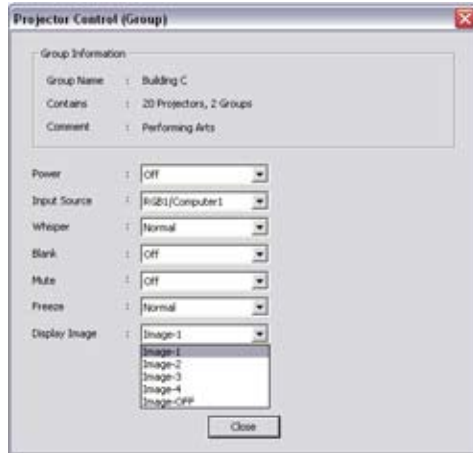 Projector Control (Group)
Group Information
Group Name : Building C
Contains : 20 Projectors, 2 Groups
Comment : Performing Arts
Power : Off
Input Source : RGB1/Computer1
Whisper : Normal
Blank : Off
Mute : Off
Freeze : Normal
Display Image : Image-1
Image-1
Image-2
Image-3
Image-4
Image-OFF
Close